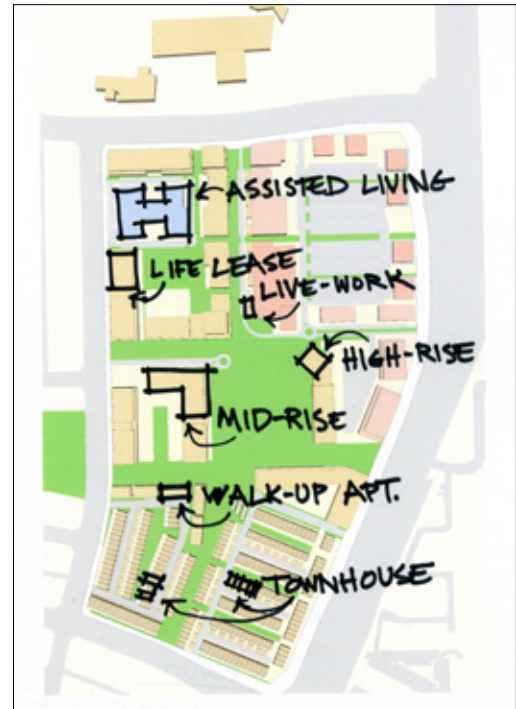 ASSISTED LIVING
LIFE LEASE
LIVE-WORK
HIGH-RISE
MID-RISE
WALK-UP APT.
TOWNHOUSE